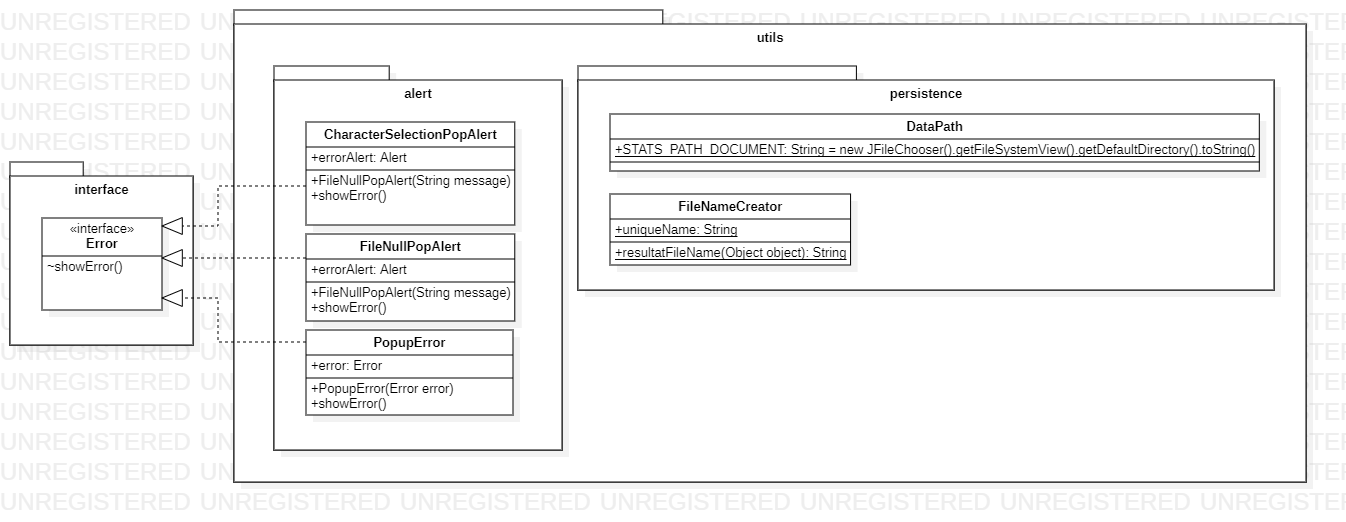 UNREGISTERED
utils
alert
CharacterSelectionPopAlert
+errorAlert: Alert
+FileNullPopAlert(String message)
+showError()
FileNullPopAlert
+errorAlert: Alert
+FileNullPopAlert(String message)
+showError()
PopupError
+error: Error
+PopupError(Error error)
+showError()
persistence
DataPath
+STATS_PATH_DOCUMENT: String = new JFileChooser().getFileSystemView().getDefaultDirectory().toString()
FileNameCreator
+uniqueName: String
+resultatFileName(Object object): String
interface
«interface»
Error
~showError()
UNREGISTERED UNREGISTERED UNREGISTERED UNREGISTERED UNREGISTERED UNREGISTERED